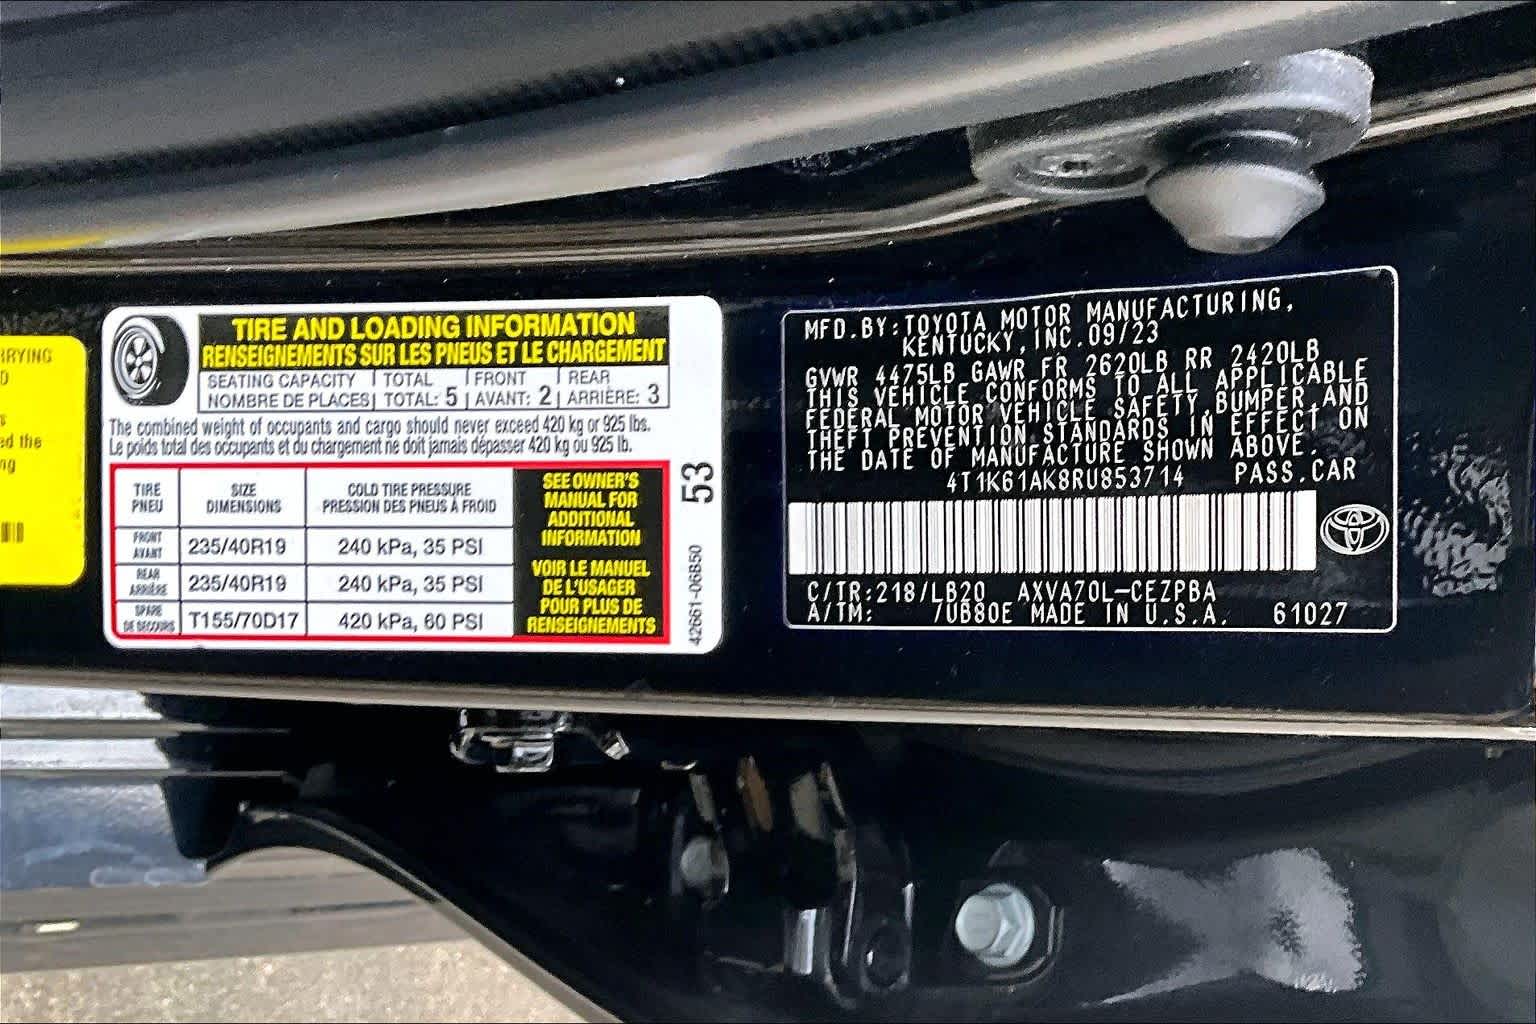 RRYING
ed the
ng
TIRE AND LOADING INFORMATION
RENSEIGNEMENTS SUR LES PNEUS ET LE CHARGEMENT
SEATING CAPACITY TOTAL FRONT REAR
NOMBRE DE PLACES TOTAL: 5 AVANT: 2 ARRIÈRE: 3
The combined weight of occupants and cargo should never exceed 420 kg or 925 lbs.
Le poids total des occupants et du chargement ne doit jamais dépasser 420 kg ou 925 lb.
TIRE SIZE COLD TIRE PRESSURE
PNEU DIMENSIONS PRESSION DES PNEUS À FROID
FRONT
AVANT 235/40R19 240 kPa, 35 PSI
REAR
ARRIÈRE 235/40R19 240 kPa, 35 PSI
SPARE
DE SECOURS T155/70D17 420 kPa, 60 PSI
SEE OWNER'S
MANUAL FOR
ADDITIONAL
INFORMATION
VOIR LE MANUEL
DE L'USAGER
POUR PLUS DE
RENSEIGNEMENTS
53
42661-06B50
MFD. BY: TOYOTA MOTOR MANUFACTURING,
KENTUCKY, INC. 09/23
GVWR 4475LB GAWR FR 2620LB RR 2420LB
THIS VEHICLE CONFORMS TO ALL APPLICABLE
FEDERAL MOTOR VEHICLE SAFETY, BUMPER, AND
THEFT PREVENTION STANDARDS IN EFFECT ON
THE DATE OF MANUFACTURE SHOWN ABOVE.
4T1K61AK8RU853714 PASS. CAR
C/TR: 218/LB20 AXVA70L-CEZPBA
A/TM: /UB80E MADE IN U.S.A. 61027